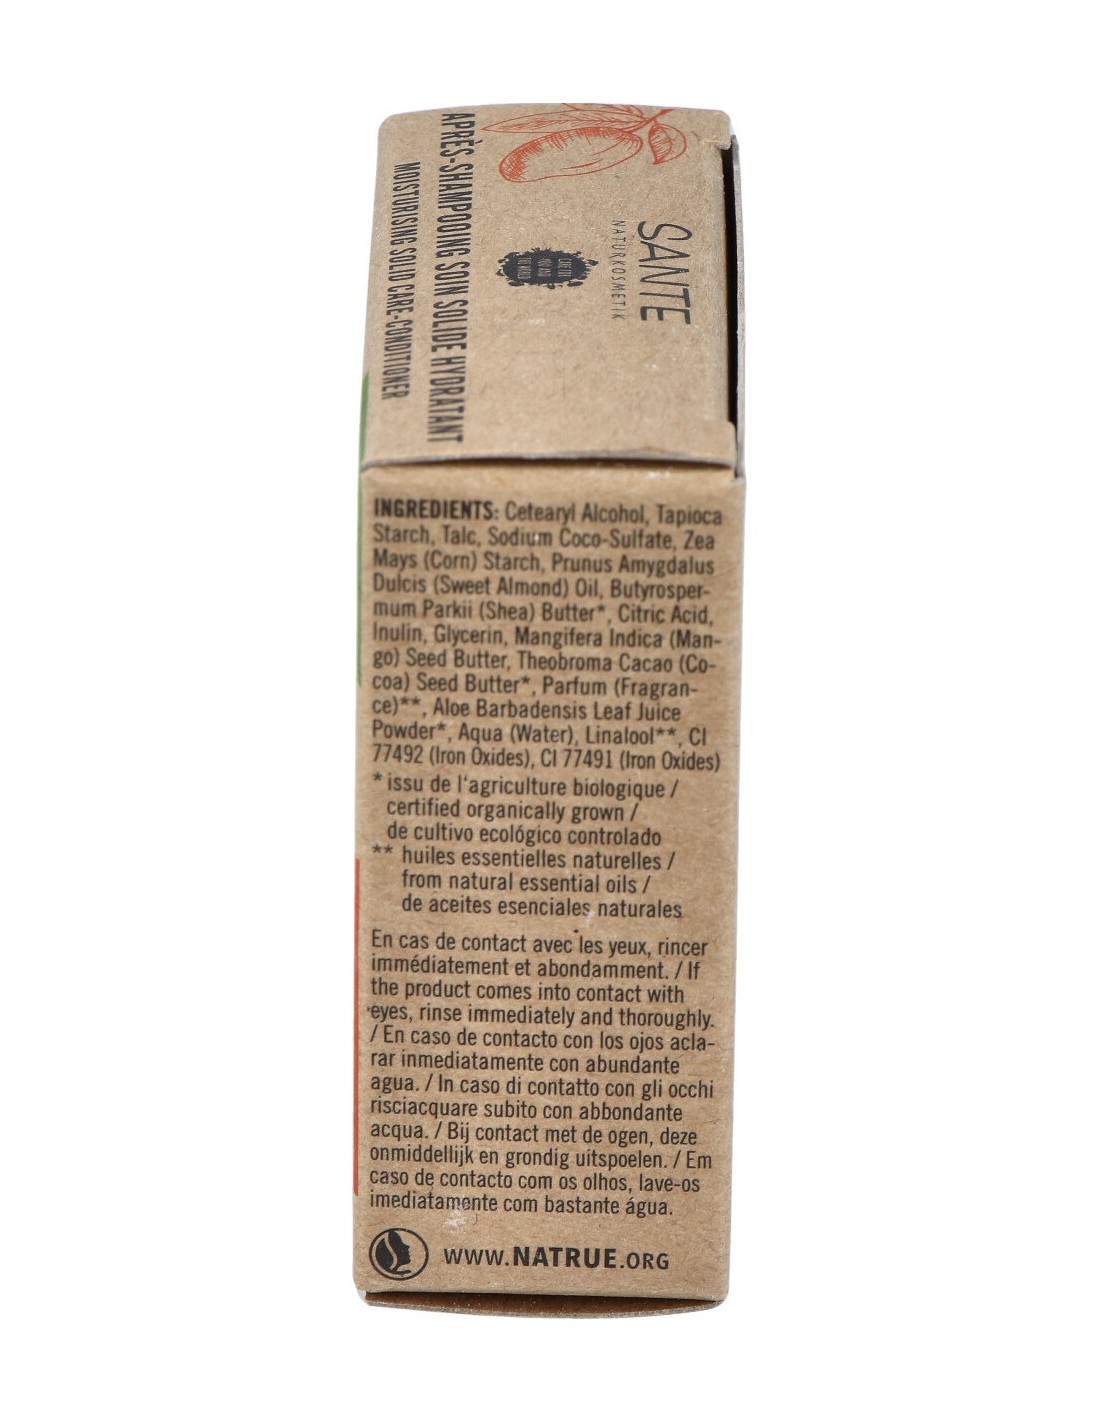 SANTE
NATURKOSMETIK
APRÈS-SHAMPOOING SOIN SOLIDE HYDRATANT
MOISTURISING SOLID CARE-CONDITIONER
INGREDIENTS: Cetearyl Alcohol, Tapioca
Starch, Talc, Sodium Coco-Sulfate, Zea
Mays (Corn) Starch, Prunus Amygdalus
Dulcis (Sweet Almond) Oil, Butyrosper-
mum Parkii (Shea) Butter*, Citric Acid,
Inulin, Glycerin, Mangifera Indica (Man-
go) Seed Butter, Theobroma Cacao (Co-
coa) Seed Butter*, Parfum (Fragran-
ce)**, Aloe Barbadensis Leaf Juice
Powder*, Aqua (Water), Linalool**, CI
77492 (Iron Oxides), CI 77491 (Iron Oxides)
* issu de l'agriculture biologique /
certified organically grown /
de cultivo ecológico controlado
** huiles essentielles naturelles /
from natural essential oils /
de aceites esenciales naturales
En cas de contact avec les yeux, rincer
immédiatement et abondamment. / If
the product comes into contact with
eyes, rinse immediately and thoroughly.
/ En caso de contacto con los ojos acla-
rar inmediatamente con abundante
agua. / In caso di contatto con gli occhi
risciacquare subito con abbondante
acqua. / Bij contact met de ogen, deze
onmiddellijk en grondig uitspoelen. / Em
caso de contacto com os olhos, lave-os
imediatamente com bastante água.
WWW.NATRUE.ORG